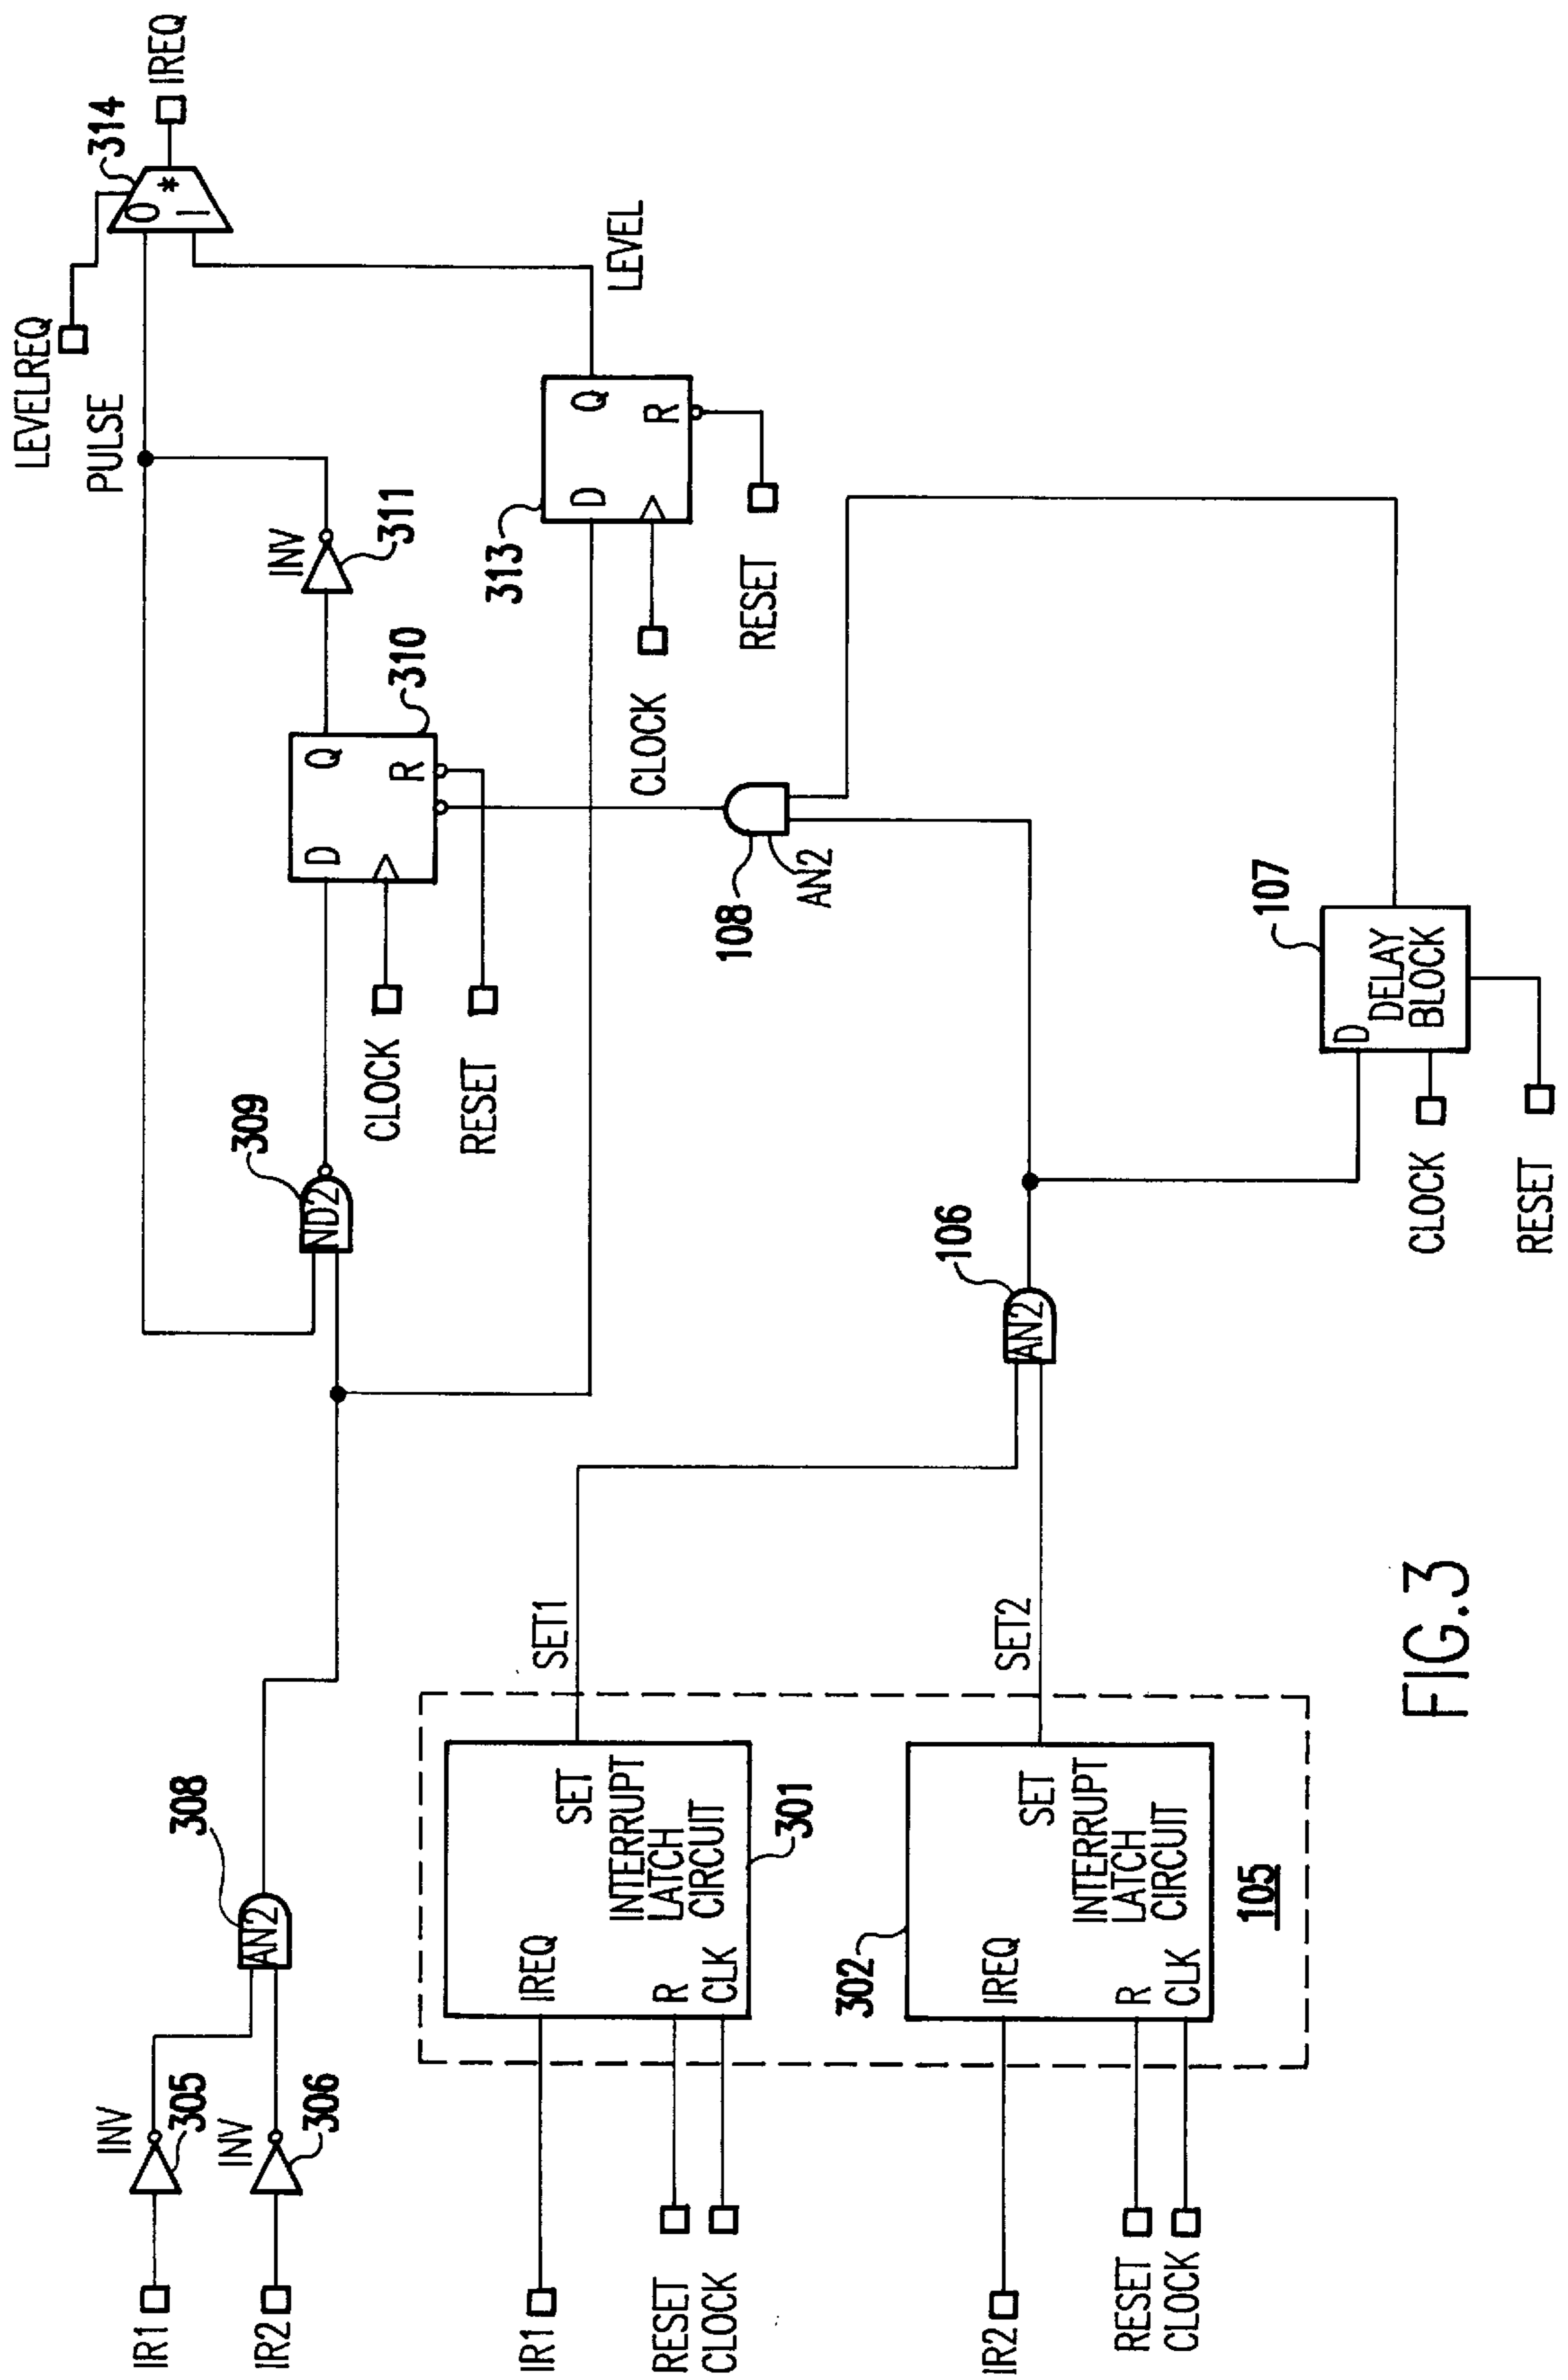 LEVELREQ
PULSE
314
0
1
*
IREQ
INV
311
309
ND2
D
Q
R
310
CLOCK
RESET
313
D
Q
R
LEVEL
CLOCK
RESET
IR1
INV
305
IR2
INV
306
308
AN2
108
AN2
IR1
RESET
CLOCK
IREQ
R
CLK
SET
INTERRUPT
LATCH
CIRCUIT
301
SET1
IR2
RESET
CLOCK
302
IREQ
R
CLK
SET
INTERRUPT
LATCH
CIRCUIT
105
SET2
106
AN2
107
D
DELAY
BLOCK
CLOCK
RESET
FIG.3